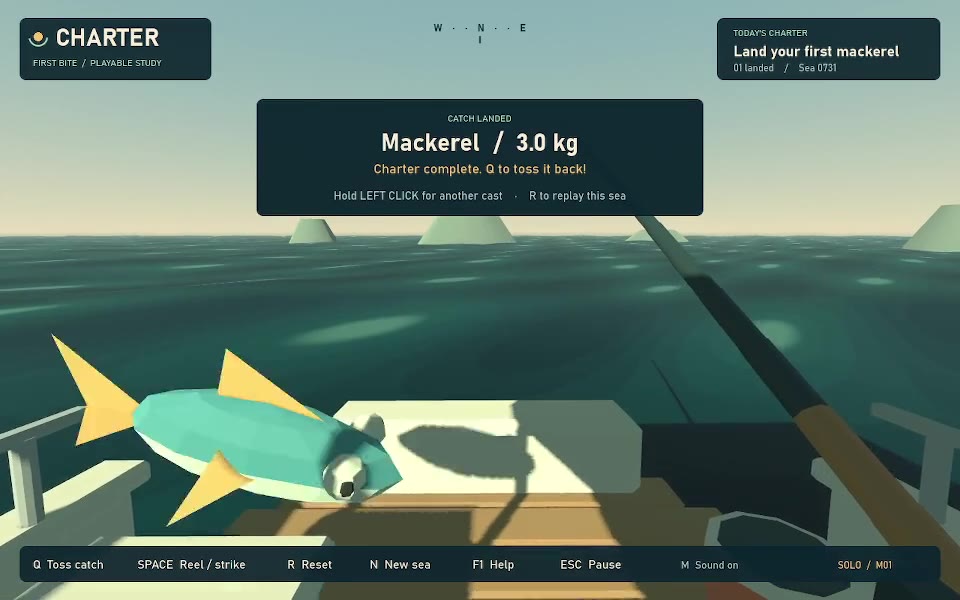 CHARTER
FIRST BITE / PLAYABLE STUDY
W · · N · · E
TODAY'S CHARTER
Land your first mackerel
01 landed / Sea 0731
CATCH LANDED
Mackerel / 3.0 kg
Charter complete. Q to toss it back!
Hold LEFT CLICK for another cast · R to replay this sea
Q Toss catch SPACE Reel / strike R Reset N New sea F1 Help ESC Pause M Sound on SOLO / M01